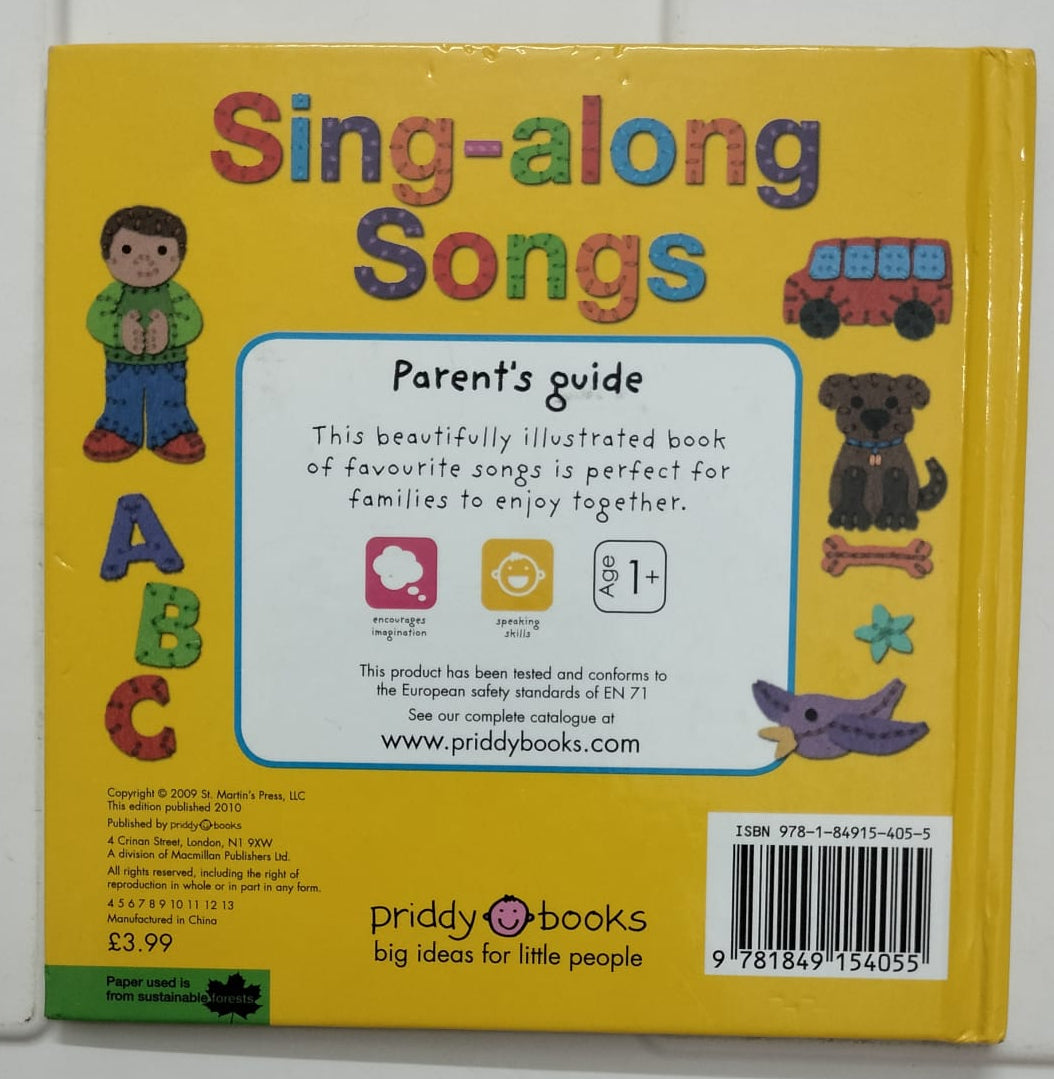 Sing-along
Songs
Parent's guide
This beautifully illustrated book
of favourite songs is perfect for
families to enjoy together.
encourages
imagination
speaking
skills
Age 1+
This product has been tested and conforms to
the European safety standards of EN 71
See our complete catalogue at
www.priddybooks.com
A
B
C
Copyright © 2009 St. Martin's Press, LLC
This edition published 2010
Published by priddy books
4 Crinan Street, London, N1 9XW
A division of Macmillan Publishers Ltd.
All rights reserved, including the right of
reproduction in whole or in part in any form.
4 5 6 7 8 9 10 11 12 13
Manufactured in China
£3.99
Paper used is
from sustainable forests
priddy books
big ideas for little people
ISBN 978-1-84915-405-5
9 781849 154055